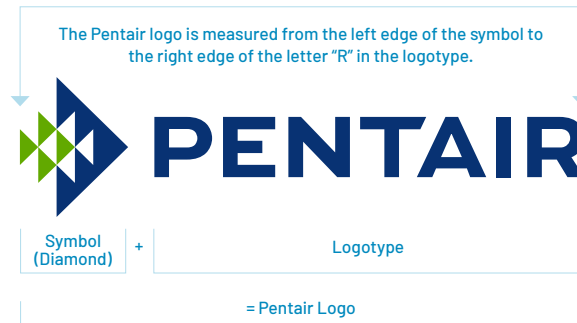 The Pentair logo is measured from the left edge of the symbol to
the right edge of the letter “R” in the logotype.
PENTAIR
Symbol
(Diamond)
+
Logotype
= Pentair Logo